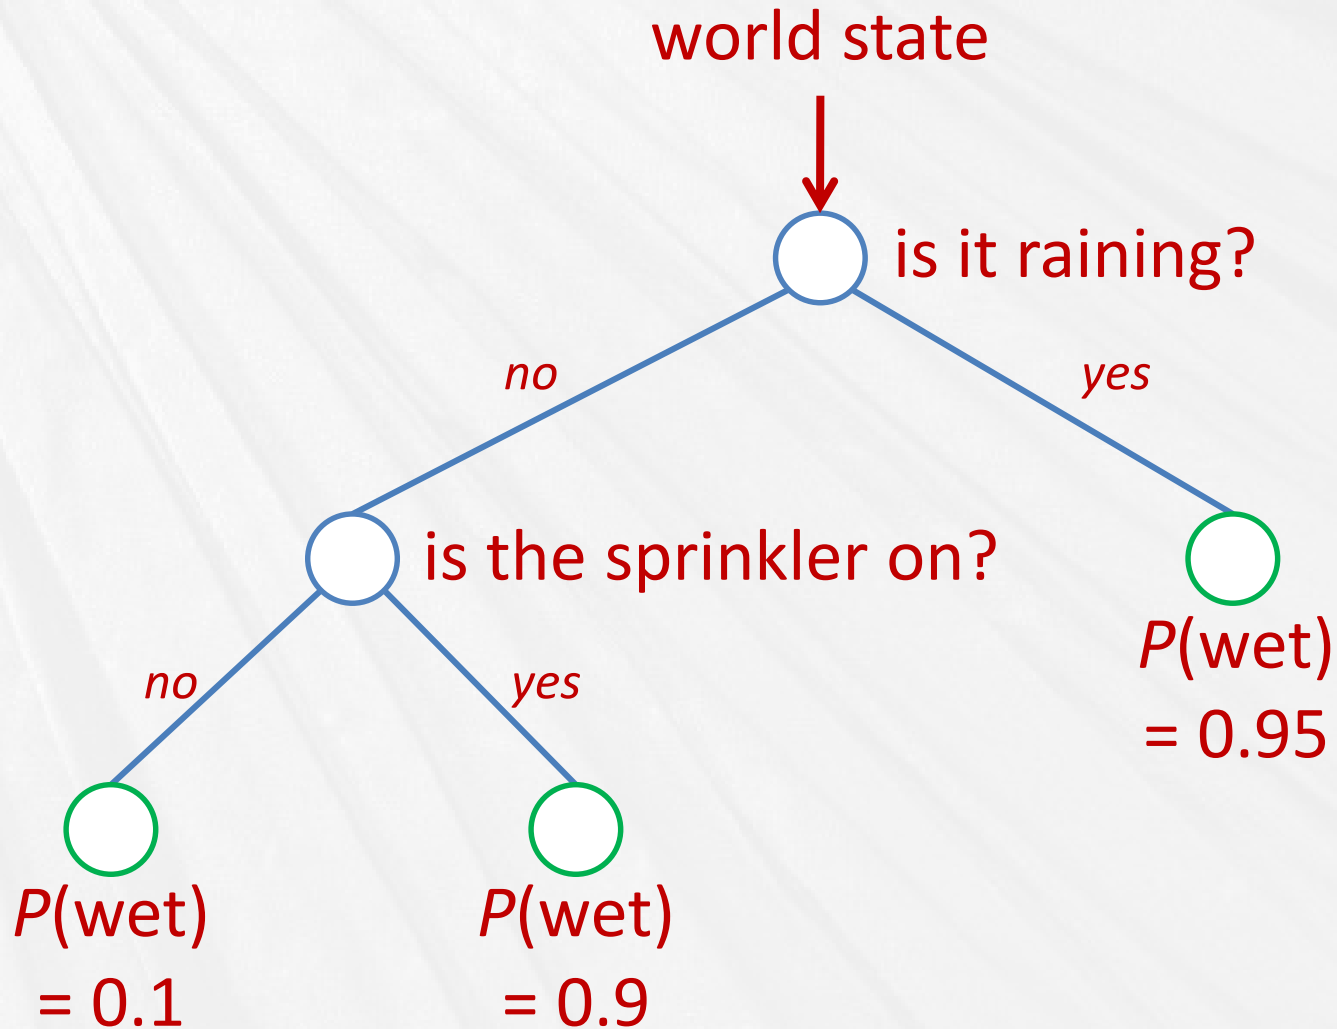 world state
is it raining?
no
yes
is the sprinkler on?
P(wet)
= 0.95
no
yes
P(wet)
= 0.1
P(wet)
= 0.9